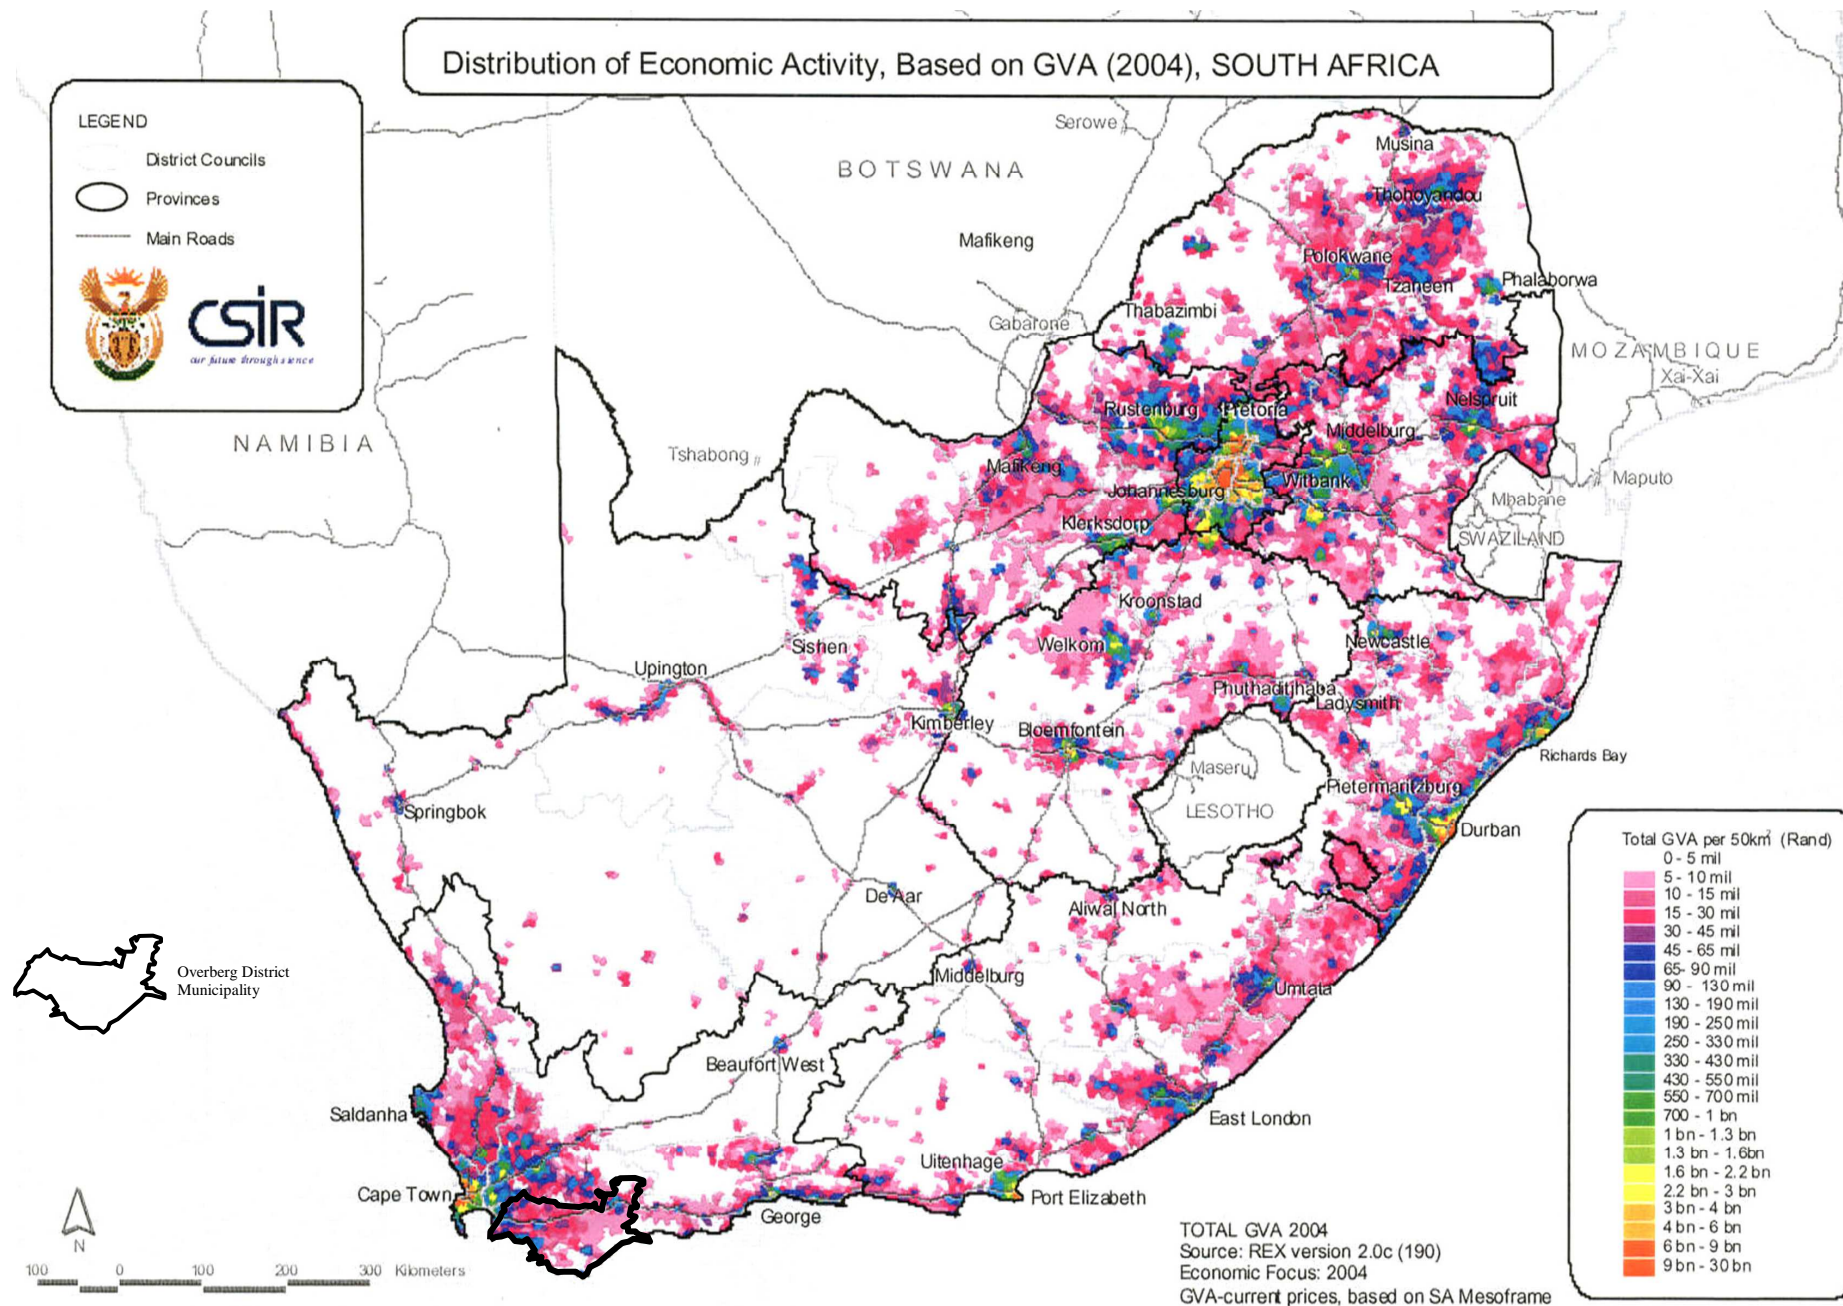 Distribution of Economic Activity, Based on GVA (2004), SOUTH AFRICA
LEGEND
District Councils
Provinces
Main Roads
CSIR
our future through science
Serowe
BOTSWANA
Musina
Thohoyandou
Mafikeng
Polokwane
Tzaneen
Phalaborwa
Thabazimbi
Gabarone
MOZAMBIQUE
Xai-Xai
Nelspruit
Rustenburg
Pretoria
Middelburg
NAMIBIA
Tshabong
Mafikeng
Johannesburg
Witbank
Maputo
Mbabane
Klerksdorp
SWAZILAND
Kroonstad
Welkom
Newcastle
Sishen
Upington
Phuthaditjhaba
Ladysmith
Kimberley
Bloemfontein
Richards Bay
Maseru
Pietermaritzburg
LESOTHO
Durban
Springbok
De Aar
Aliwal North
Middelburg
Umtata
Overberg District
Municipality
Beaufort West
Saldanha
East London
Uitenhage
Cape Town
Port Elizabeth
George
N
100 0 100 200 300 Kilometers
Total GVA per 50km² (Rand)
0 - 5 mil
5 - 10 mil
10 - 15 mil
15 - 30 mil
30 - 45 mil
45 - 65 mil
65- 90 mil
90 - 130 mil
130 - 190 mil
190 - 250 mil
250 - 330 mil
330 - 430 mil
430 - 550 mil
550 - 700 mil
700 - 1 bn
1 bn - 1.3 bn
1.3 bn - 1.6bn
1.6 bn - 2.2 bn
2.2 bn - 3 bn
3 bn - 4 bn
4 bn - 6 bn
6 bn - 9 bn
9 bn - 30 bn
TOTAL GVA 2004
Source: REX version 2.0c (190)
Economic Focus: 2004
GVA-current prices, based on SA Mesoframe